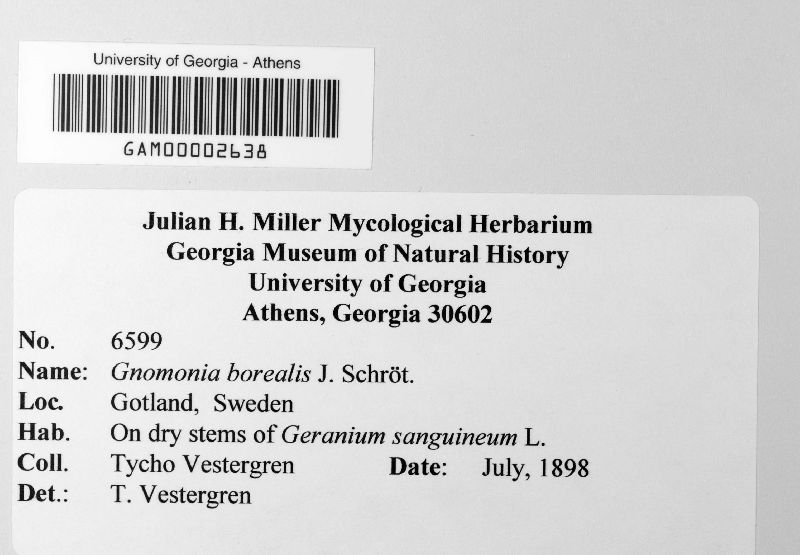 University of Georgia - Athens
GAM00002638
Julian H. Miller Mycological Herbarium
Georgia Museum of Natural History
University of Georgia
Athens, Georgia 30602
No. 6599
Name: Gnomonia borealis J. Schröt.
Loc. Gotland, Sweden
Hab. On dry stems of Geranium sanguineum L.
Coll. Tycho Vestergren Date: July, 1898
Det.: T. Vestergren